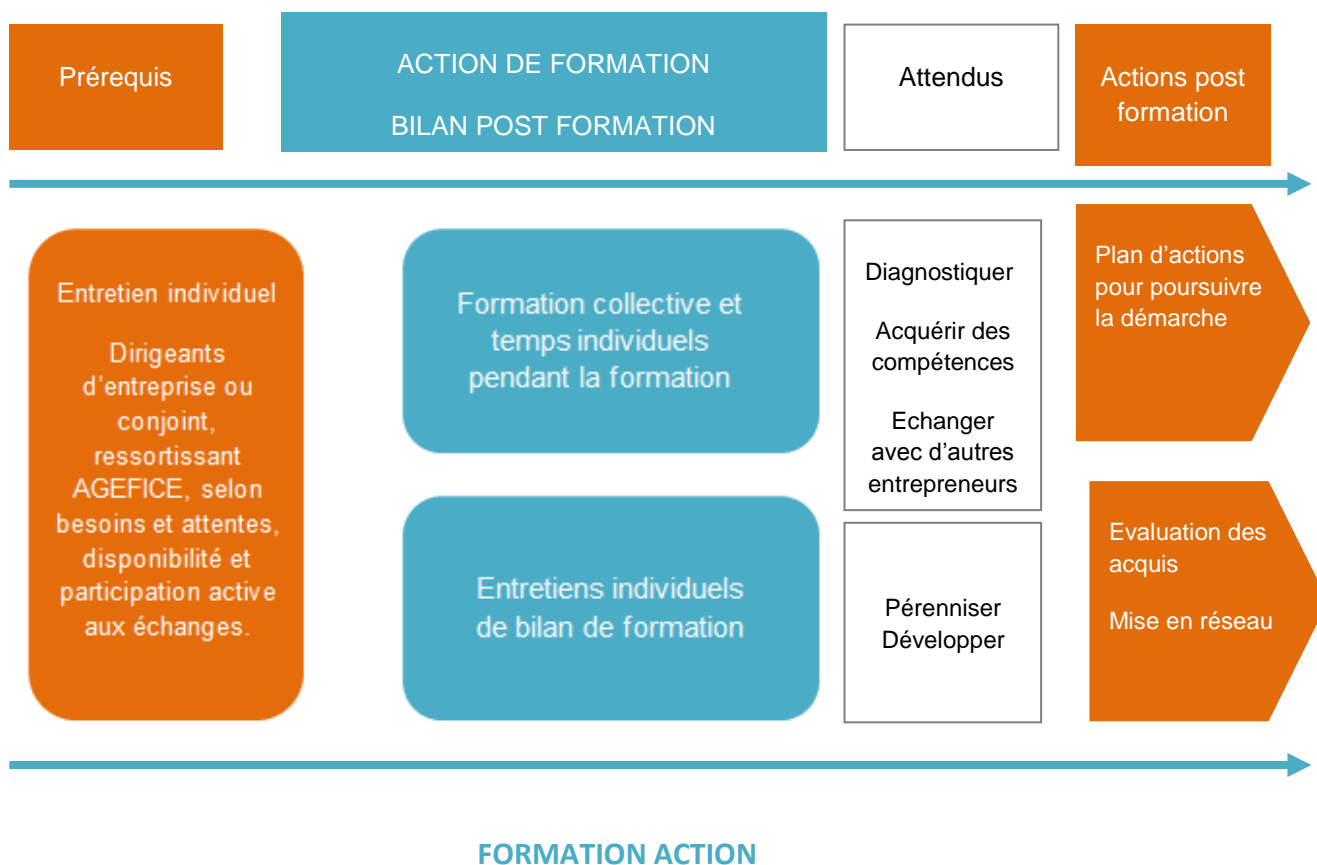 Prérequis
ACTION DE FORMATION
BILAN POST FORMATION
Attendus
Actions post
formation
Entretien individuel
Dirigeants
d'entreprise ou
conjoint,
ressortissant
AGEFICE, selon
besoins et attentes,
disponibilité et
participation active
aux échanges.
Formation collective et
temps individuels
pendant la formation
Entretiens individuels
de bilan de formation
Diagnostiquer
Acquérir des
compétences
Echanger
avec d'autres
entrepreneurs
Pérenniser
Développer
Plan d'actions
pour poursuivre
la démarche
Evaluation des
acquis
Mise en réseau
FORMATION ACTION